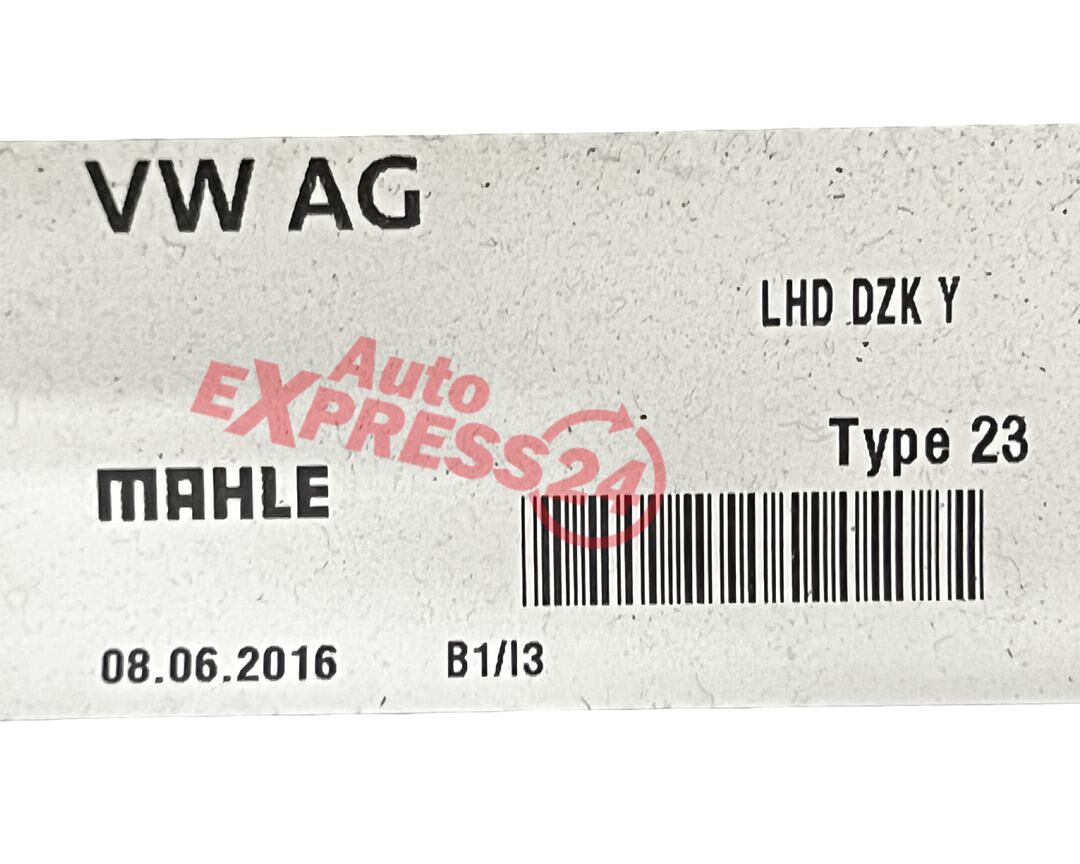 VW AG
LHD DZK Y
Auto
EXPRESS24
Type 23
MAHLE
08.06.2016 B1/I3